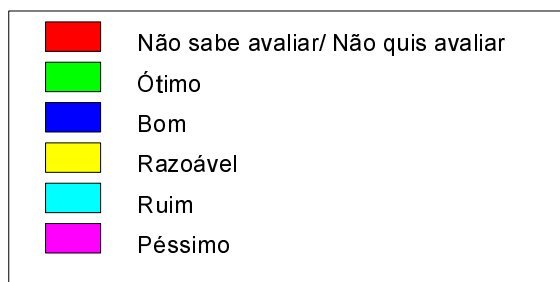 Não sabe avaliar/ Não quis avaliar
Ótimo
Bom
Razoável
Ruim
Péssimo